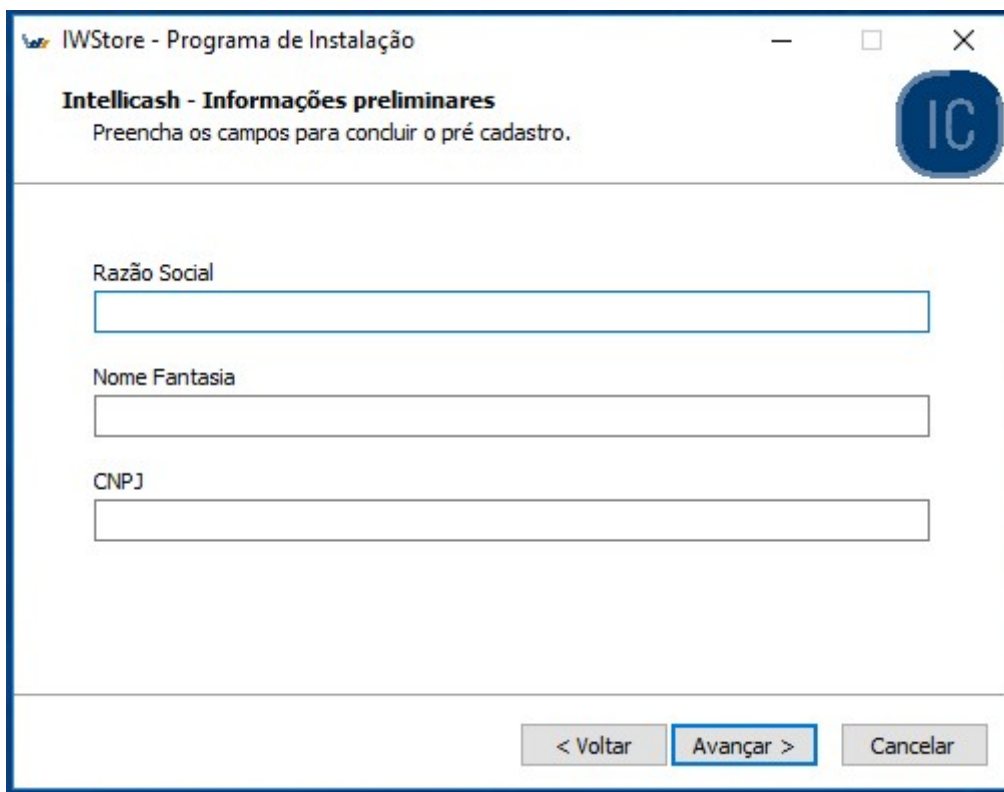 IWStore - Programa de Instalação
Intellicash - Informações preliminares
Preencha os campos para concluir o pré cadastro.
IC
Razão Social
Nome Fantasia
CNPJ
< Voltar
Avançar >
Cancelar